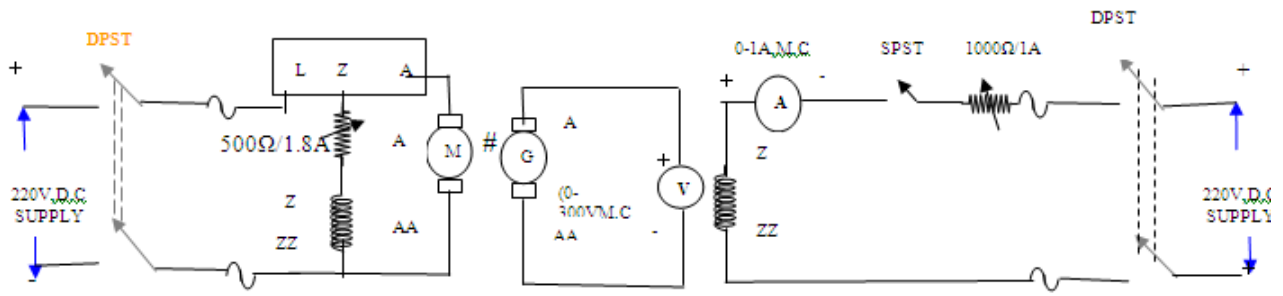 DPST
+
L Z A
500Ω/1.8A
A
M
#
G
A
Z
ZZ
AA
220V,D.C
SUPPLY
-
(0-
300VM.C
AA
+
V
-
0-1A,M.C
+
A
-
SPST
1000Ω/1A
DPST
+
Z
ZZ
220V,D.C
SUPPLY
+